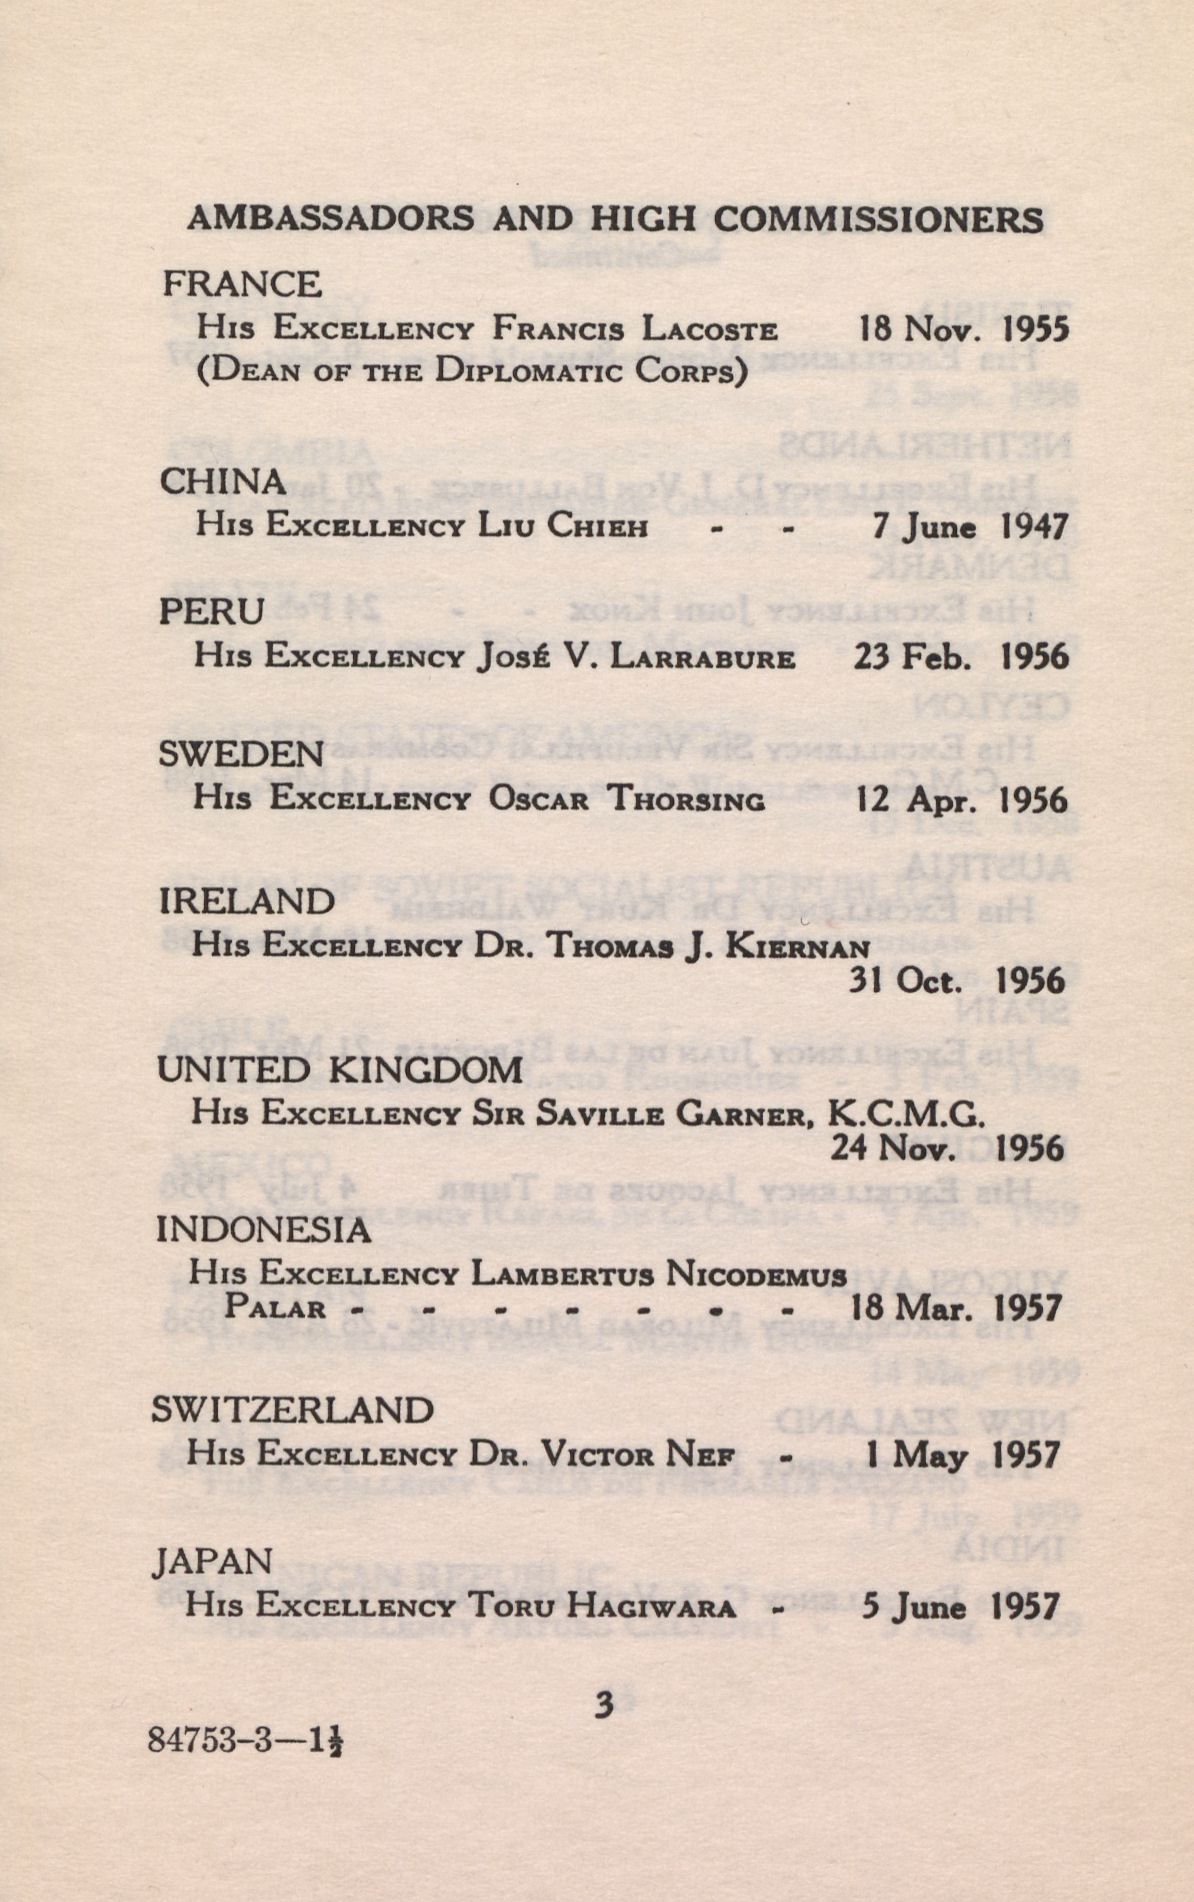 AMBASSADORS AND HIGH COMMISSIONERS
FRANCE
His Excellency Francis Lacoste 18 Nov. 1955
(Dean of the Diplomatic Corps)
CHINA
His Excellency Liu Chieh - - 7 June 1947
PERU
His Excellency José V. Larrabure 23 Feb. 1956
SWEDEN
His Excellency Oscar Thorsing 12 Apr. 1956
IRELAND
His Excellency Dr. Thomas J. Kiernan
31 Oct. 1956
UNITED KINGDOM
His Excellency Sir Saville Garner, K.C.M.G.
24 Nov. 1956
INDONESIA
His Excellency Lambertus Nicodemus
Palar - - - - - - - 18 Mar. 1957
SWITZERLAND
His Excellency Dr. Victor Nef - 1 May 1957
JAPAN
His Excellency Toru Hagiwara - 5 June 1957
3
84753-3—1½